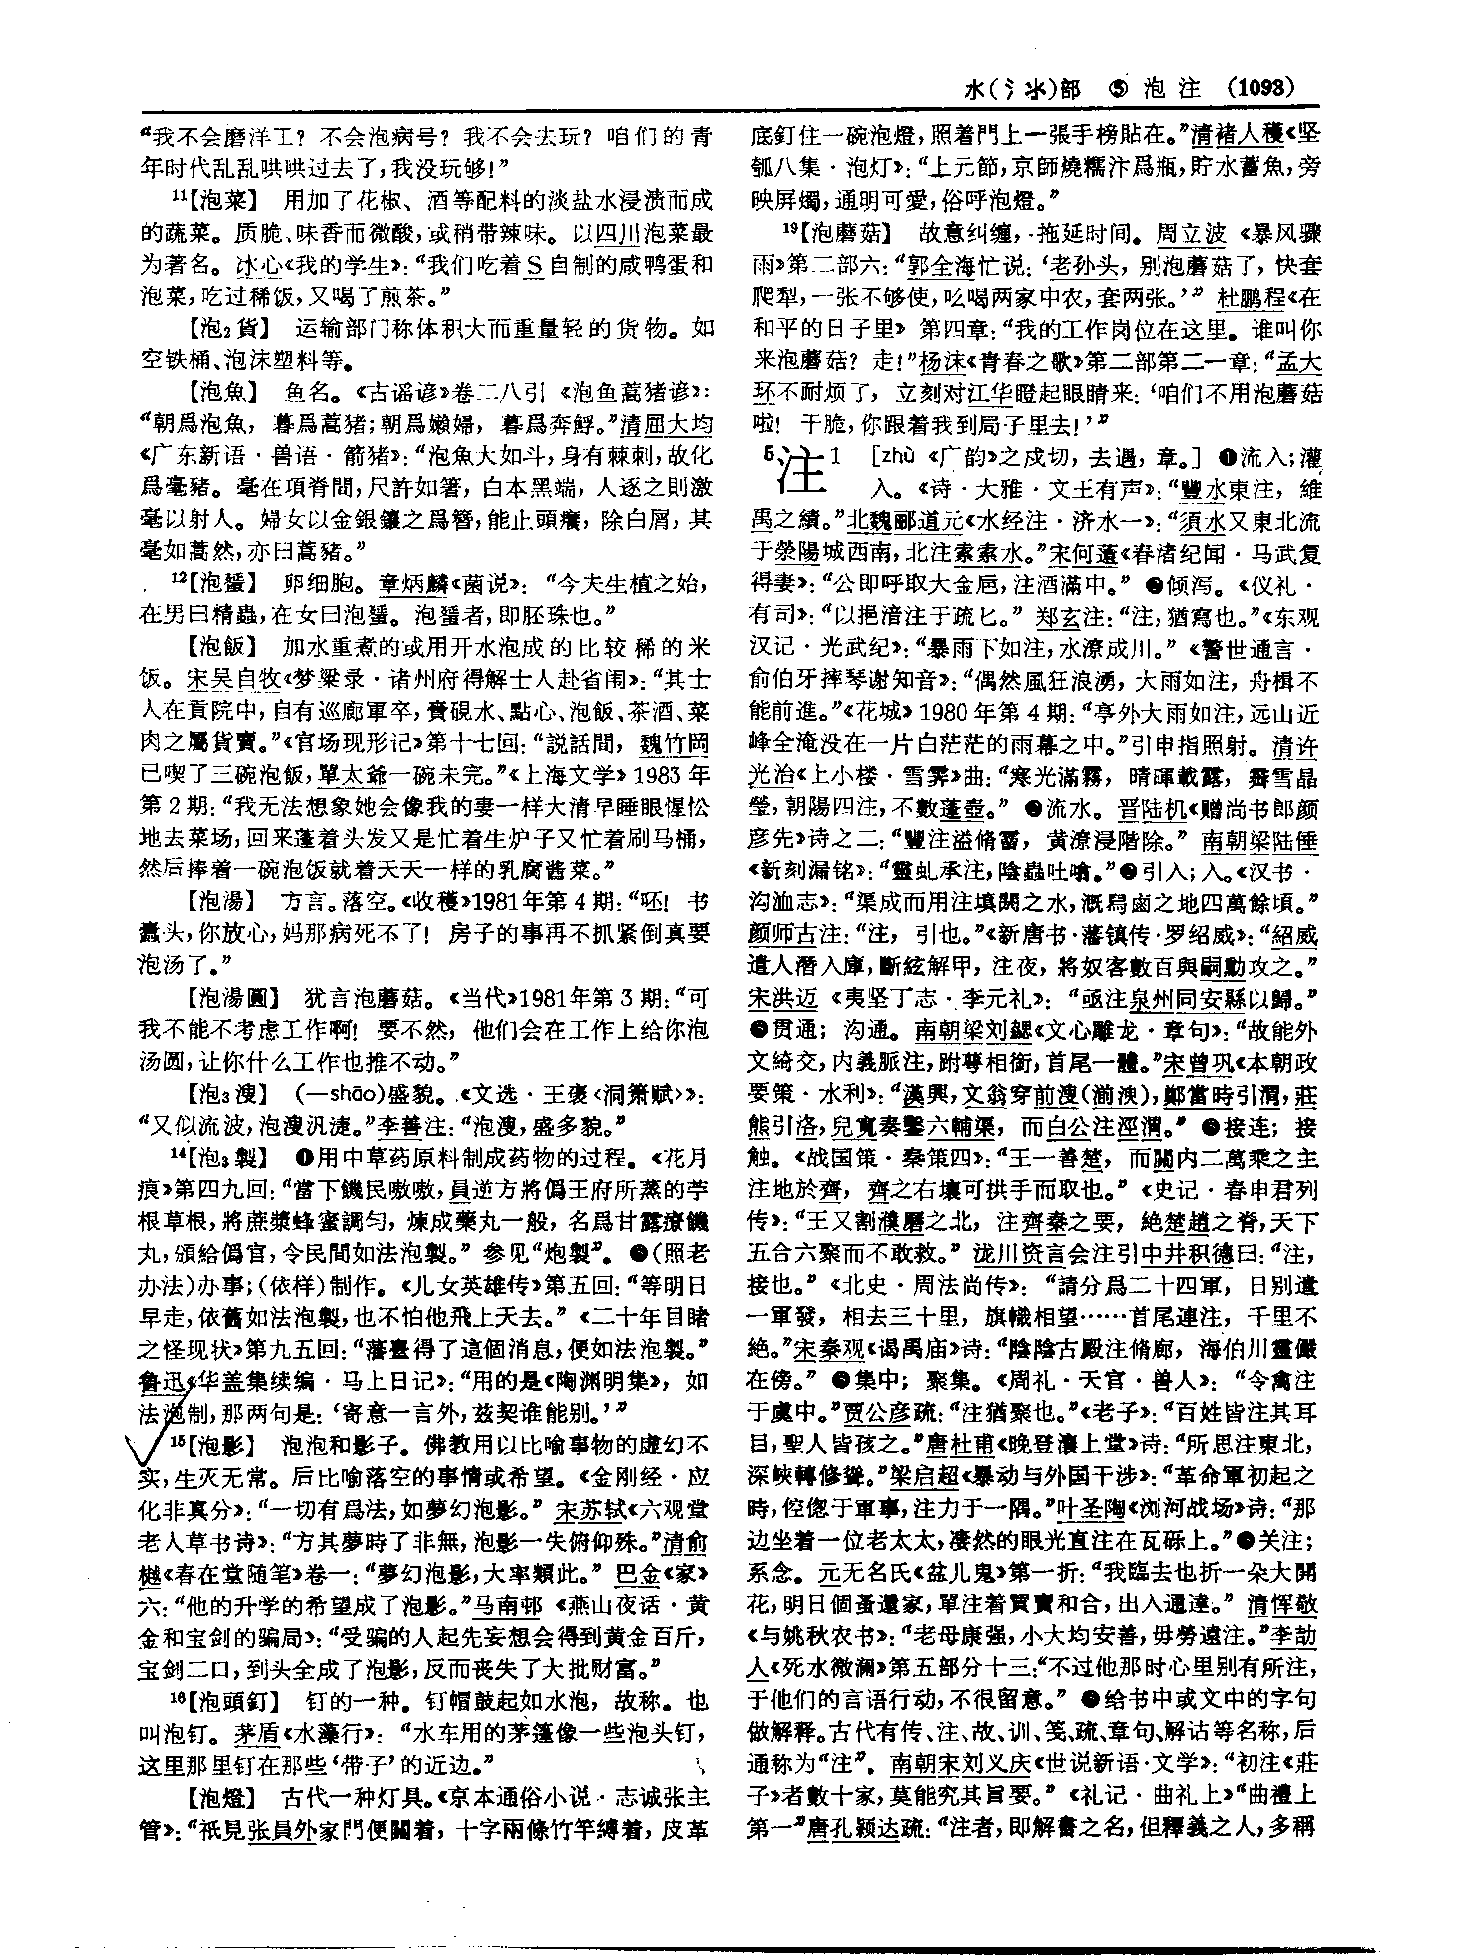 水(氵氺)部 ⑤ 泡注 (1093)
“我不会磨洋工？不会泡病号？我不会去玩？咱们的青
年时代乱乱哄哄过去了，我没玩够！”
¹¹【泡菜】 用加了花椒、酒等配料的淡盐水浸渍而成
的蔬菜。质脆、味香而微酸，或稍带辣味。以四川泡菜最
为著名。冰心《我的学生》：“我们吃着S自制的咸鸭蛋和
泡菜，吃过稀饭，又喝了煎茶。”
【泡₂貨】 运输部门称体积大而重量轻的货物。如
空铁桶、泡沫塑料等。
【泡魚】 鱼名。《古谣谚》卷二八引《泡鱼蒿猪谚》：
“朝爲泡魚，暮爲蒿猪；朝爲嬾婦，暮爲奔䱐。”清屈大均
《广东新语·兽语·箭猪》：“泡魚大如斗，身有棘刺，故化
爲毫豬。毫在項脊間，尺許如箸，白本黑端，人逐之則激
毫以射人。婦女以金銀鑲之爲簪，能止頭癢，除白屑，其
毫如蒿然，亦曰蒿豬。”
¹²【泡蜑】 卵细胞。章炳麟《菌说》：“今夫生植之始，
在男曰精蟲，在女曰泡蜑。泡蜑者，即胚珠也。”
【泡飯】 加水重煮的或用开水泡成的比较稀的米
饭。宋吴自牧《梦粱录·诸州府得解士人赴省闱》：“其士
人在貢院中，自有巡廊軍卒，賫硯水、點心、泡飯、茶酒、菜
肉之屬貨賣。”《官场现形记》第十七回：“説話間，魏竹岡
已喫了三碗泡飯，單太爺一碗未完。”《上海文学》1983年
第2期：“我无法想象她会像我的妻一样大清早睡眼惺忪
地去菜场，回来蓬着头发又是忙着生炉子又忙着刷马桶，
然后捧着一碗泡饭就着天天一样的乳腐酱菜。”
【泡湯】 方言。落空。《收穫》1981年第4期：“呸！书
蠹头，你放心，妈那病死不了！房子的事再不抓紧倒真要
泡汤了。”
【泡湯圓】 犹言泡蘑菇。《当代》1981年第3期：“可
我不能不考虑工作啊！要不然，他们会在工作上给你泡
汤圆，让你什么工作也推不动。”
【泡₃溲】 (—shāo)盛貌。《文选·王褒〈洞箫赋〉》：
“又似流波，泡溲汎㴙。”李善注：“泡溲，盛多貌。”
¹⁴【泡₃製】 ❶用中草药原料制成药物的过程。《花月
痕》第四九回：“當下饑民嗷嗷，員逆方將僞王府所蒸的苧
根草根，將蔗漿蜂蜜調匀，煉成藥丸一般，名爲甘露療饑
丸，頒給僞官，令民間如法泡製。”参见“炮製”。❷(照老
办法)办事；(依样)制作。《儿女英雄传》第五回：“等明日
早走，依舊如法泡製，也不怕他飛上天去。”《二十年目睹
之怪现状》第九五回：“藩臺得了這個消息，便如法泡製。”
鲁迅《华盖集续编·马上日记》：“用的是《陶渊明集》，如
法泡制，那两句是：‘寄意一言外，兹契谁能别。’”
¹⁵【泡影】 泡泡和影子。佛教用以比喻事物的虚幻不
实，生灭无常。后比喻落空的事情或希望。《金刚经·应
化非真分》：“一切有爲法，如夢幻泡影。”宋苏轼《六观堂
老人草书诗》：“方其夢時了非無，泡影一失俯仰殊。”清俞
樾《春在堂随笔》卷一：“夢幻泡影，大率類此。”巴金《家》
六：“他的升学的希望成了泡影。”马南邨《燕山夜话·黄
金和宝剑的骗局》：“受骗的人起先妄想会得到黄金百斤，
宝剑二口，到头全成了泡影，反而丧失了大批财富。”
¹⁶【泡頭釘】 钉的一种。钉帽鼓起如水泡，故称。也
叫泡钉。茅盾《水藻行》：“水车用的茅篷像一些泡头钉，
这里那里钉在那些‘带子’的近边。”
【泡燈】 古代一种灯具。《京本通俗小说·志诚张主
管》：“祇見張員外家門便關着，十字兩條竹竿縛着，皮革
底釘住一碗泡燈，照着門上一張手榜貼在。”清褚人穫《坚
瓠八集·泡灯》：“上元節，京師燒糯汴爲瓶，貯水蓄魚，旁
映屏燭，通明可愛，俗呼泡燈。”
¹⁹【泡蘑菇】 故意纠缠，拖延时间。周立波《暴风骤
雨》第二部六：“郭全海忙说：‘老孙头，别泡蘑菇了，快套
爬犁，一张不够使，吆喝两家中农，套两张。’”杜鹏程《在
和平的日子里》第四章：“我的工作岗位在这里。谁叫你
来泡蘑菇？走！”杨沫《青春之歌》第二部第二一章：“孟大
环不耐烦了，立刻对江华瞪起眼睛来：‘咱们不用泡蘑菇
啦！干脆，你跟着我到局子里去！’”
⁵注1 [zhù《广韵》之戍切，去遇，章。] ❶流入；灌
入。《诗·大雅·文王有声》：“豐水東注，維
禹之績。”北魏郦道元《水经注·济水一》：“須水又東北流
于滎陽城西南，北注索索水。”宋何薳《春渚纪闻·马武复
得妻》：“公即呼取大金卮，注酒滿中。”❷倾泻。《仪礼·
有司》：“以挹湆注于疏匕。”郑玄注：“注，猶寫也。”《东观
汉记·光武纪》：“暴雨下如注，水潦成川。”《警世通言·
俞伯牙摔琴谢知音》：“偶然風狂浪湧，大雨如注，舟楫不
能前進。”《花城》1980年第4期：“亭外大雨如注，远山近
峰全淹没在一片白茫茫的雨幕之中。”引申指照射。清许
光治《上小楼·雪霁》曲：“寒光滿霧，晴暉載露，霽雪晶
瑩，朝陽四注，不數蓬壺。”❸流水。晋陆机《赠尚书郎颜
彦先》诗之二：“豐注溢脩霤，黄潦浸階除。”南朝梁陆倕
《新刻漏铭》：“靈虬承注，陰蟲吐噏。”❹引入；入。《汉书·
沟洫志》：“渠成而用注填閼之水，溉舄鹵之地四萬餘頃。”
颜师古注：“注，引也。”《新唐书·藩镇传·罗绍威》：“紹威
遣人潛入庫，斷絃解甲，注夜，將奴客數百與嗣勳攻之。”
宋洪迈《夷坚丁志·李元礼》：“亟注泉州同安縣以歸。”
❺贯通；沟通。南朝梁刘勰《文心雕龙·章句》：“故能外
文綺交，内義脈注，跗萼相銜，首尾一體。”宋曾巩《本朝政
要策·水利》：“漢興，文翁穿前溲(湔洩)，鄭當時引渭，莊
熊引洛，兒寬奏鑿六輔渠，而白公注涇渭。”❻接连；接
触。《战国策·秦策四》：“王一善楚，而關内二萬乘之主
注地於齊，齊之右壤可拱手而取也。”《史记·春申君列
传》：“王又割濮磨之北，注齊秦之要，絶楚趙之脊，天下
五合六聚而不敢救。”泷川资言会注引中井积德曰：“注，
接也。”《北史·周法尚传》：“請分爲二十四軍，日别遣
一軍發，相去三十里，旗幟相望……首尾連注，千里不
絶。”宋秦观《谒禹庙》诗：“陰陰古殿注脩廊，海伯川靈儼
在傍。”❼集中；聚集。《周礼·天官·兽人》：“令禽注
于虞中。”贾公彦疏：“注猶聚也。”《老子》：“百姓皆注其耳
目，聖人皆孩之。”唐杜甫《晚登瀼上堂》诗：“所思注東北，
深峽轉修聳。”梁启超《暴动与外国干涉》：“革命軍初起之
時，倥偬于軍事，注力于一隅。”叶圣陶《浏河战场》诗：“那
边坐着一位老太太，凄然的眼光直注在瓦砾上。”❽关注；
系念。元无名氏《盆儿鬼》第一折：“我臨去也折一朵大開
花，明日個蚤還家，單注着買賣和合，出入通達。”清恽敬
《与姚秋农书》：“老母康强，小大均安善，毋勞遠注。”李劼
人《死水微澜》第五部分十三：“不过他那时心里别有所注，
于他们的言语行动，不很留意。”❾给书中或文中的字句
做解释。古代有传、注、故、训、笺、疏、章句、解诂等名称，后
通称为“注”。南朝宋刘义庆《世说新语·文学》：“初注《莊
子》者數十家，莫能究其旨要。”《礼记·曲礼上》“曲禮上
第一”唐孔颖达疏：“注者，即解書之名，但釋義之人，多稱